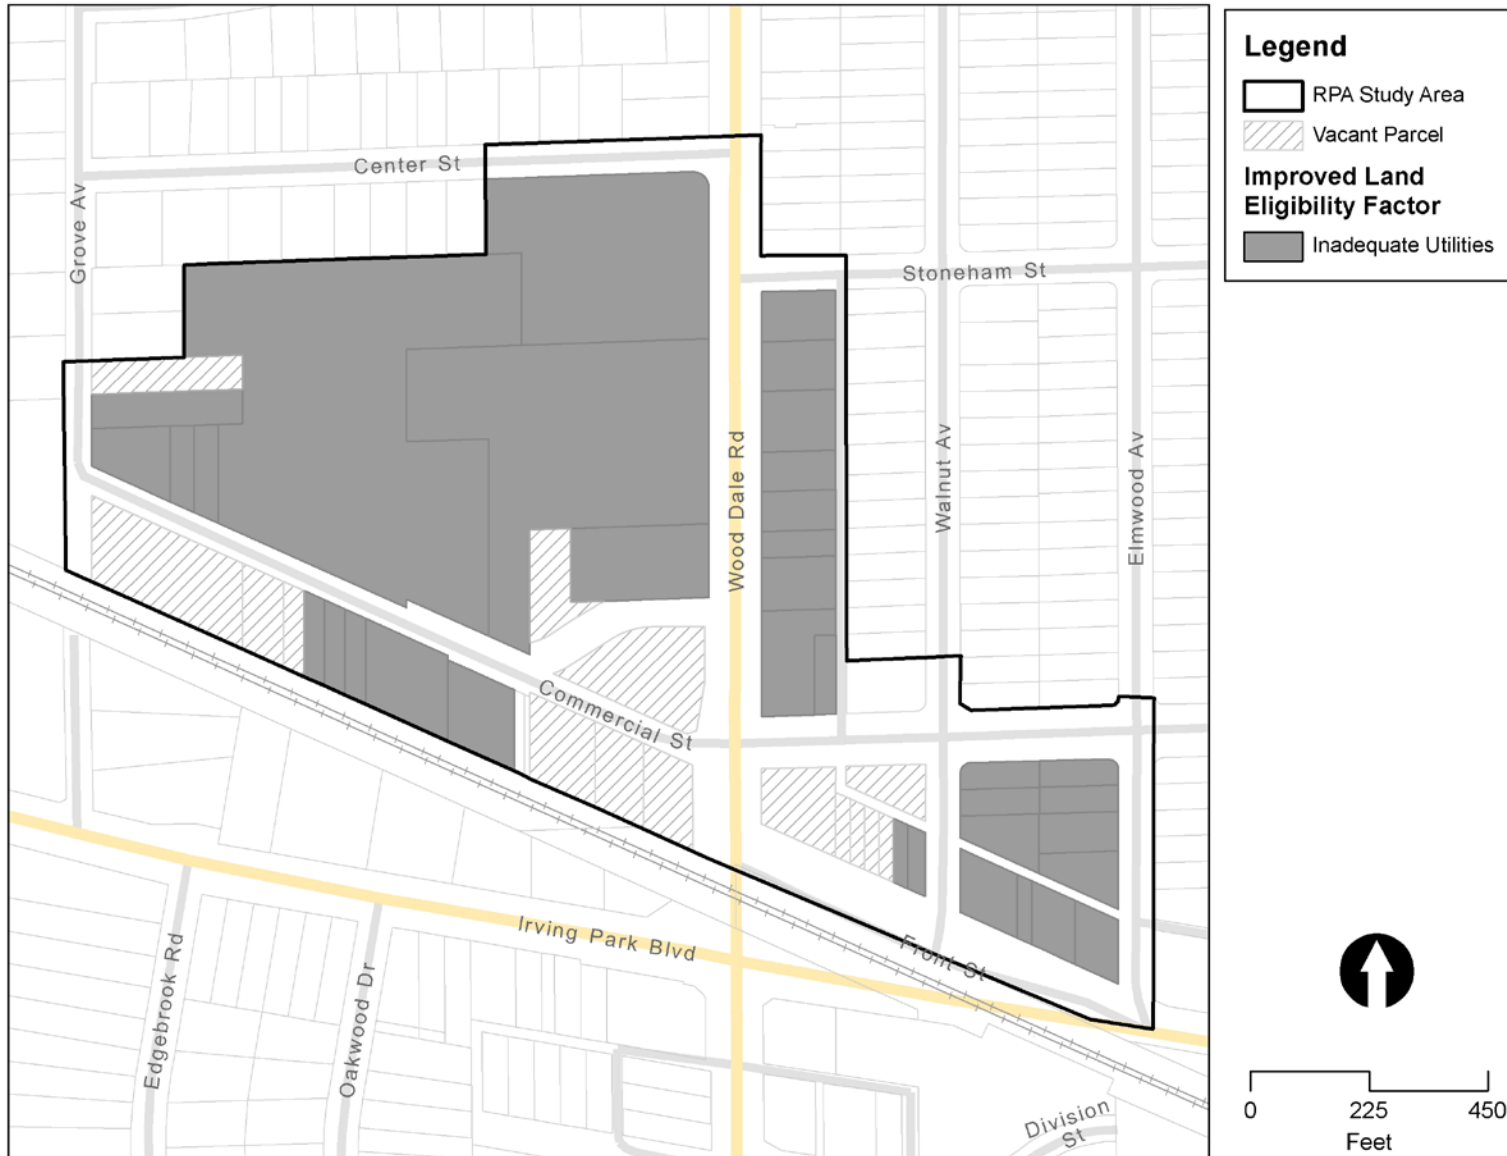 Legend
RPA Study Area
Vacant Parcel
Improved Land
Eligibility Factor
Inadequate Utilities
Center St
Grove Av
Stoneham St
Wood Dale Rd
Walnut Av
Elmwood Av
Commercial St
Irving Park Blvd
Front St
Edgebrook Rd
Oakwood Dr
Division
St
0 225 450
Feet